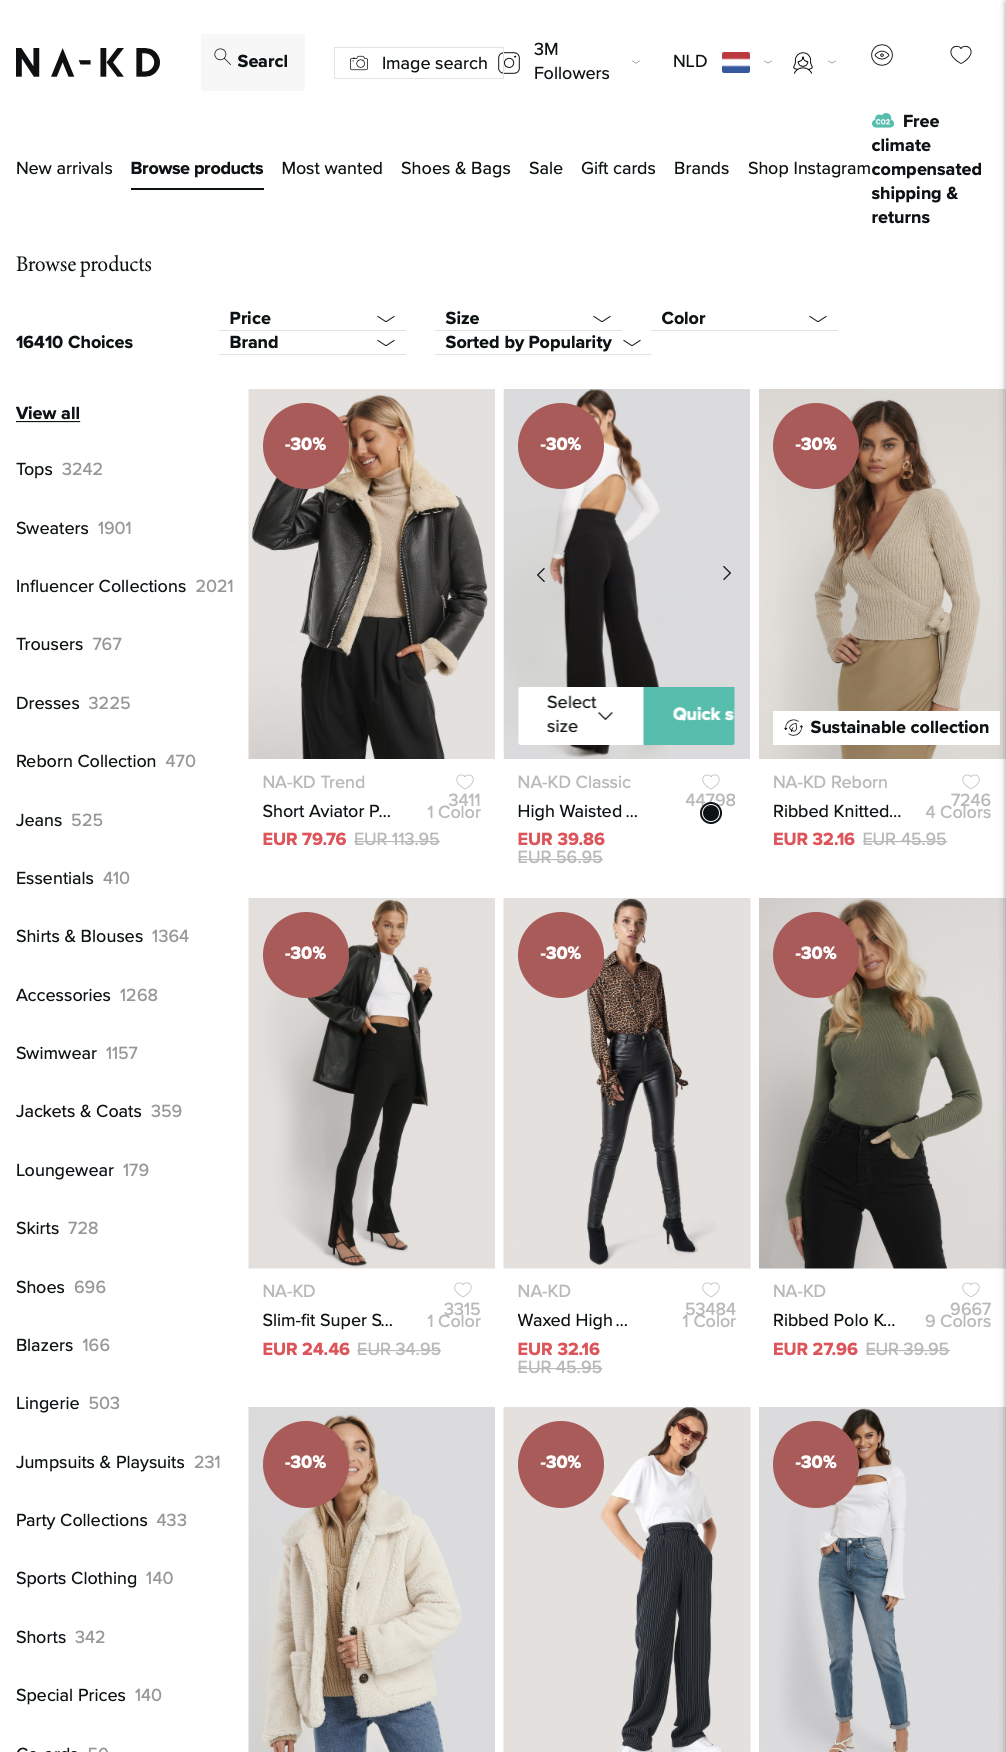 NA-KD
Searcl
Image search
3M
Followers
NLD
New arrivals
Browse products
Most wanted
Shoes & Bags
Sale
Gift cards
Brands
Shop Instagram
CO2 Free
climate
compensated
shipping &
returns
Browse products
16410 Choices
Price
Size
Color
Brand
Sorted by Popularity
View all
Tops 3242
Sweaters 1901
Influencer Collections 2021
Trousers 767
Dresses 3225
Reborn Collection 470
Jeans 525
Essentials 410
Shirts & Blouses 1364
Accessories 1268
Swimwear 1157
Jackets & Coats 359
Loungewear 179
Skirts 728
Shoes 696
Blazers 166
Lingerie 503
Jumpsuits & Playsuits 231
Party Collections 433
Sports Clothing 140
Shorts 342
Special Prices 140
-30%
NA-KD Trend
3411
Short Aviator P...
1 Color
EUR 79.76 EUR 113.95
-30%
Select
size
Quick s
NA-KD Classic
44798
High Waisted ...
EUR 39.86
EUR 56.95
-30%
Sustainable collection
NA-KD Reborn
7246
Ribbed Knitted...
4 Colors
EUR 32.16 EUR 45.95
-30%
NA-KD
3315
Slim-fit Super S...
1 Color
EUR 24.46 EUR 34.95
-30%
NA-KD
53484
Waxed High ...
1 Color
EUR 32.16
EUR 45.95
-30%
NA-KD
9667
Ribbed Polo K...
9 Colors
EUR 27.96 EUR 39.95
-30%
-30%
-30%